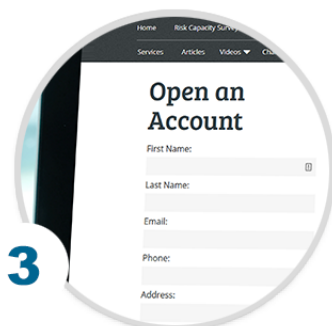 Home Risk Capacity Survey
Services Articles Videos
Open an
Account
First Name:
Last Name:
Email:
Phone:
Address:
3